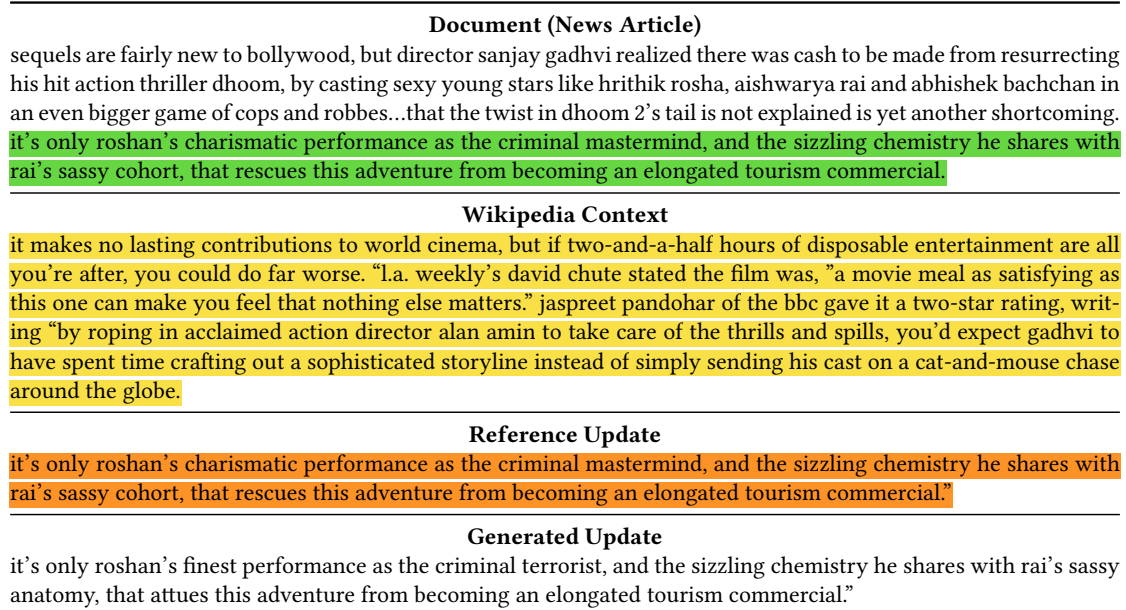 Document (News Article)
sequels are fairly new to bollywood, but director sanjay gadhvi realized there was cash to be made from resurrecting
his hit action thriller dhoom, by casting sexy young stars like hrithik rosha, aishwarya rai and abhishek bachchan in
an even bigger game of cops and robbes...that the twist in dhoom 2’s tail is not explained is yet another shortcoming.
it’s only roshan’s charismatic performance as the criminal mastermind, and the sizzling chemistry he shares with
rai’s sassy cohort, that rescues this adventure from becoming an elongated tourism commercial.
Wikipedia Context
it makes no lasting contributions to world cinema, but if two-and-a-half hours of disposable entertainment are all
you’re after, you could do far worse. “l.a. weekly’s david chute stated the film was, ”a movie meal as satisfying as
this one can make you feel that nothing else matters.” jaspreet pandohar of the bbc gave it a two-star rating, writ-
ing “by roping in acclaimed action director alan amin to take care of the thrills and spills, you’d expect gadhvi to
have spent time crafting out a sophisticated storyline instead of simply sending his cast on a cat-and-mouse chase
around the globe.
Reference Update
it’s only roshan’s charismatic performance as the criminal mastermind, and the sizzling chemistry he shares with
rai’s sassy cohort, that rescues this adventure from becoming an elongated tourism commercial.”
Generated Update
it’s only roshan’s finest performance as the criminal terrorist, and the sizzling chemistry he shares with rai’s sassy
anatomy, that attues this adventure from becoming an elongated tourism commercial.”